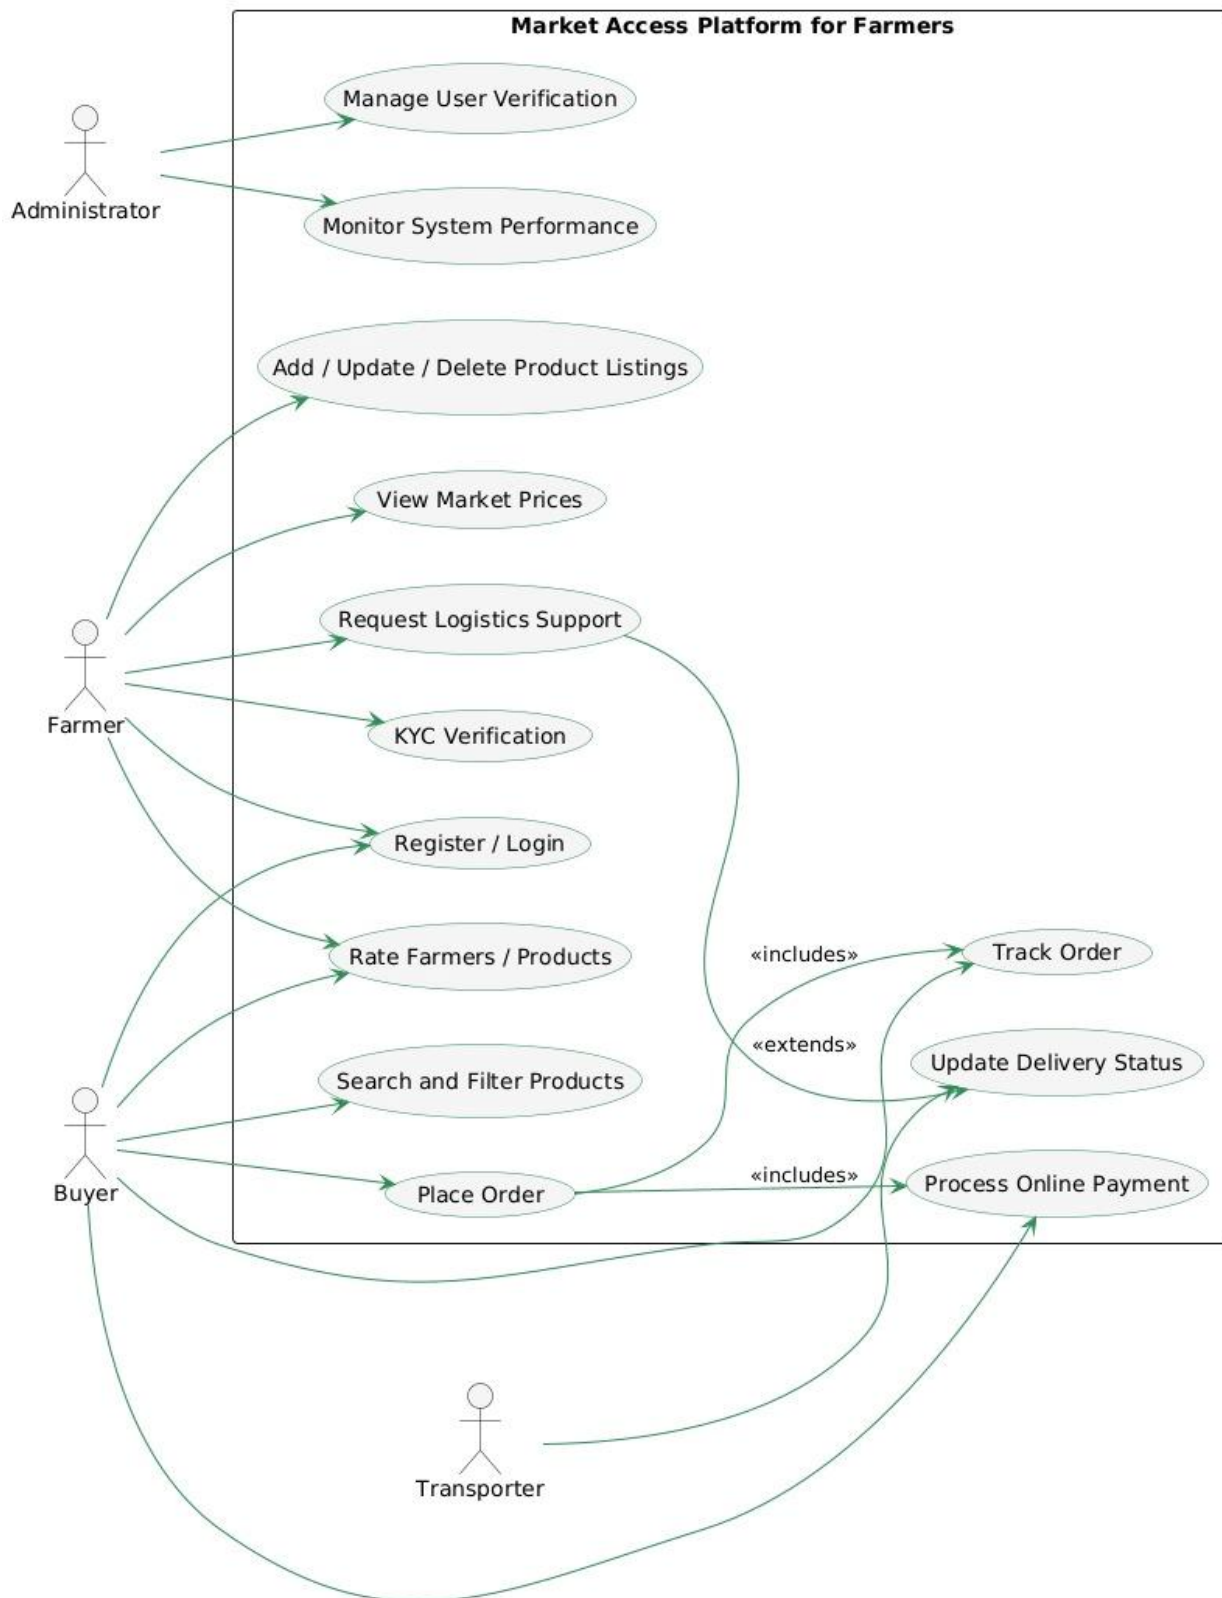 Market Access Platform for Farmers
Manage User Verification
Administrator
Monitor System Performance
Add / Update / Delete Product Listings
View Market Prices
Request Logistics Support
Farmer
KYC Verification
Register / Login
Rate Farmers / Products
«includes»
Track Order
«extends»
Update Delivery Status
Search and Filter Products
Buyer
Place Order
«includes»
Process Online Payment
Transporter